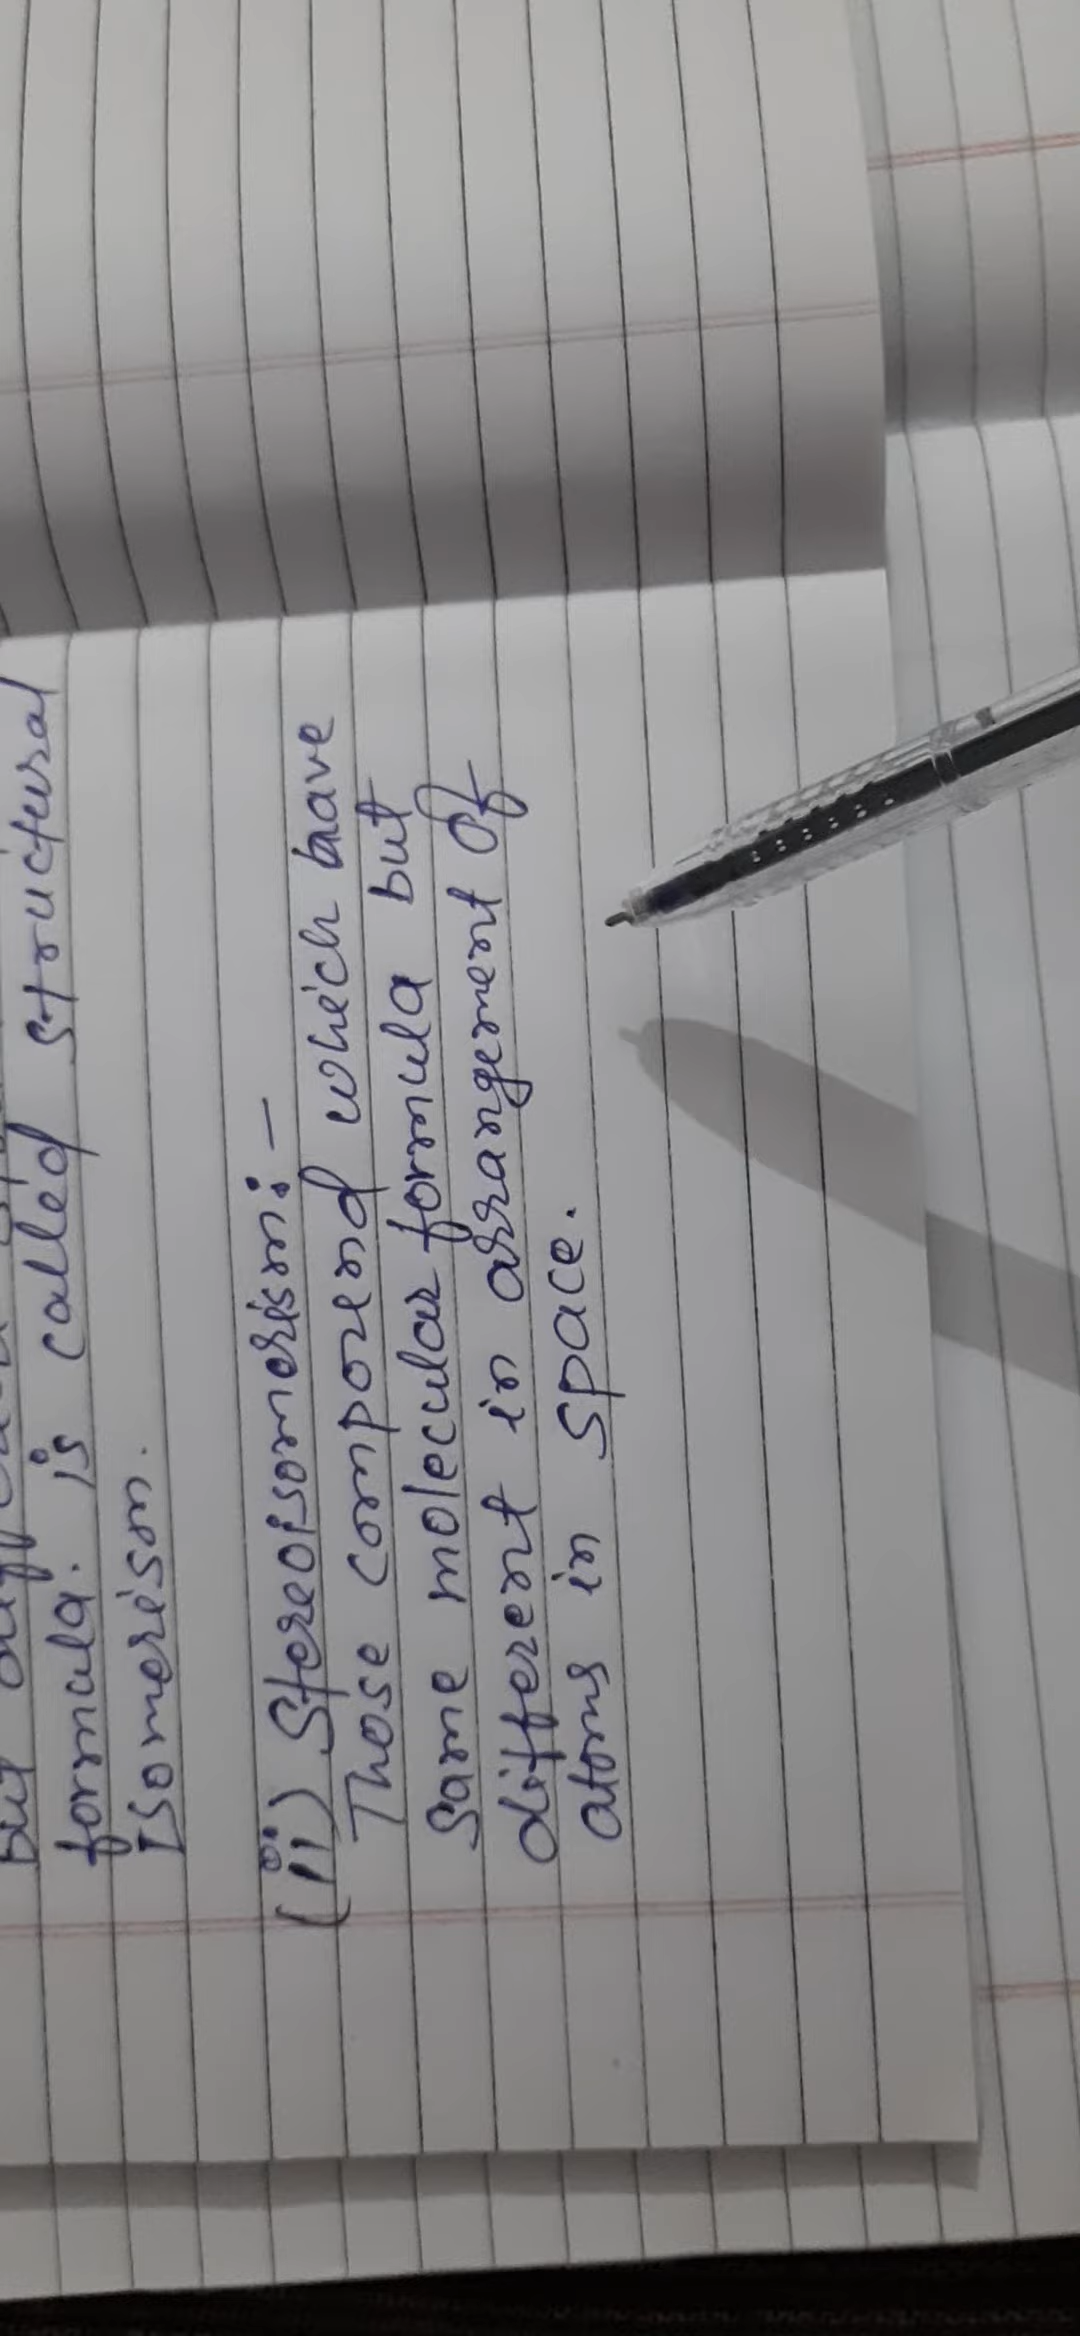 but
formula. is called structural
Isomerism.
(ii) Stereoisomerism:-
Those compound which have
Same molecular formula but
different in arrangement of
atoms in space.